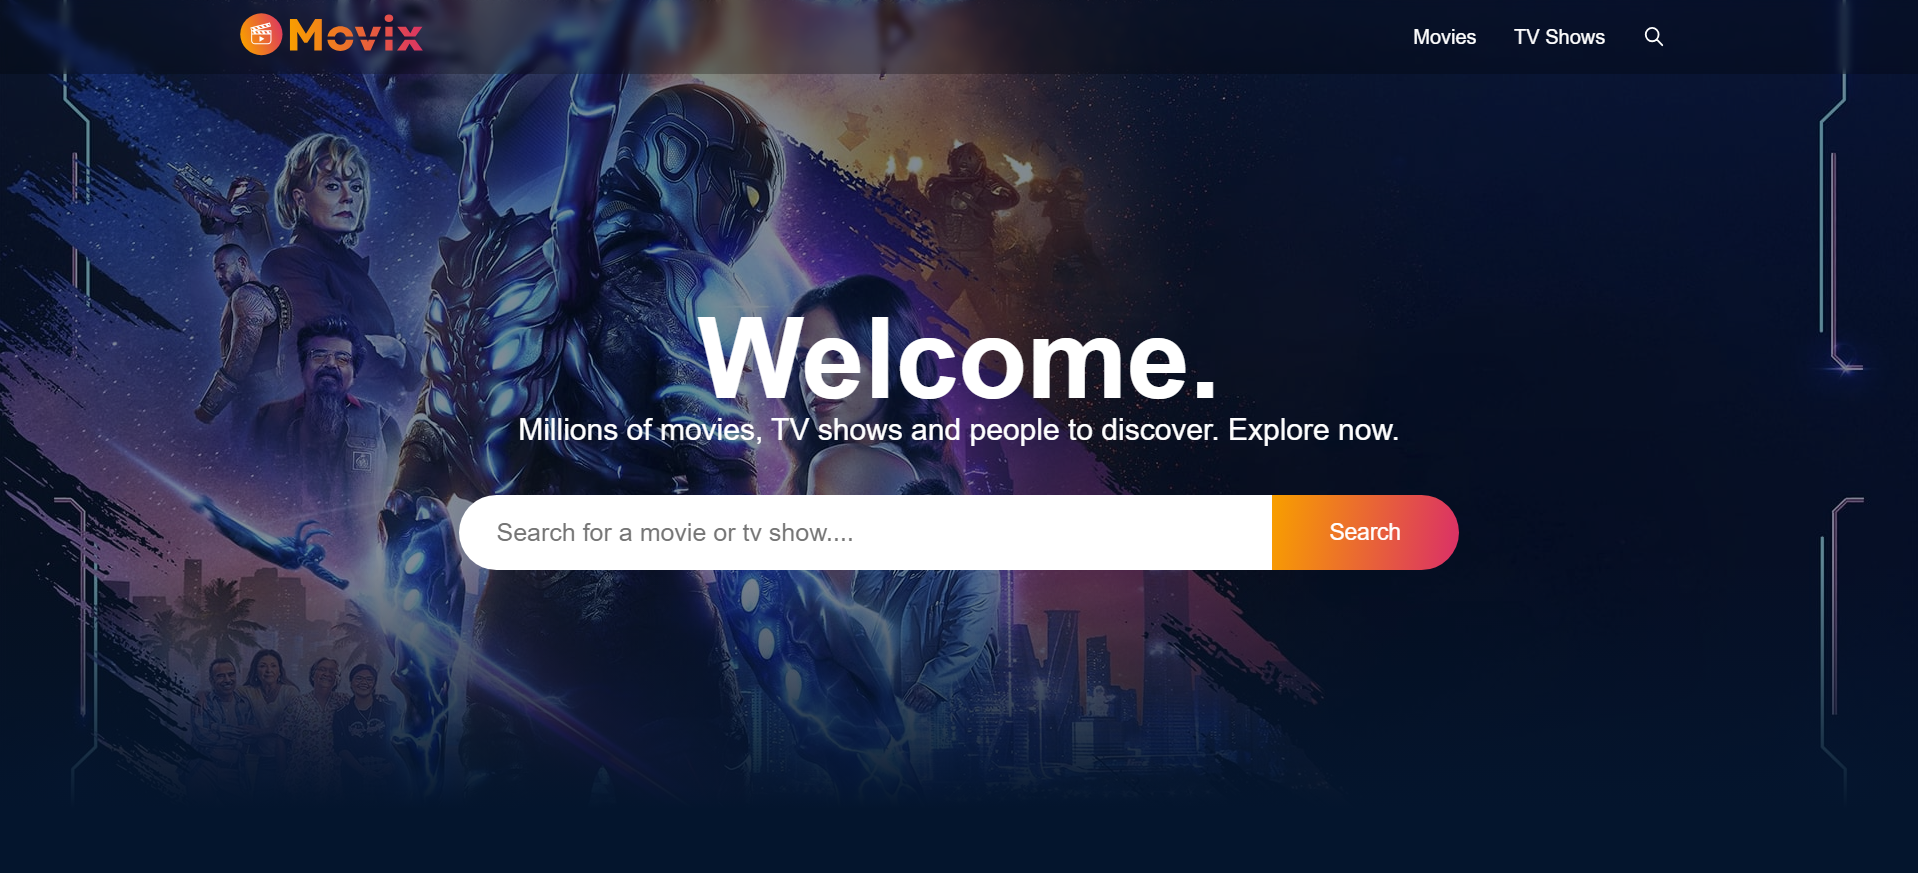 Movix
Movies
TV Shows
Welcome.
Millions of movies, TV shows and people to discover. Explore now.
Search for a movie or tv show....
Search